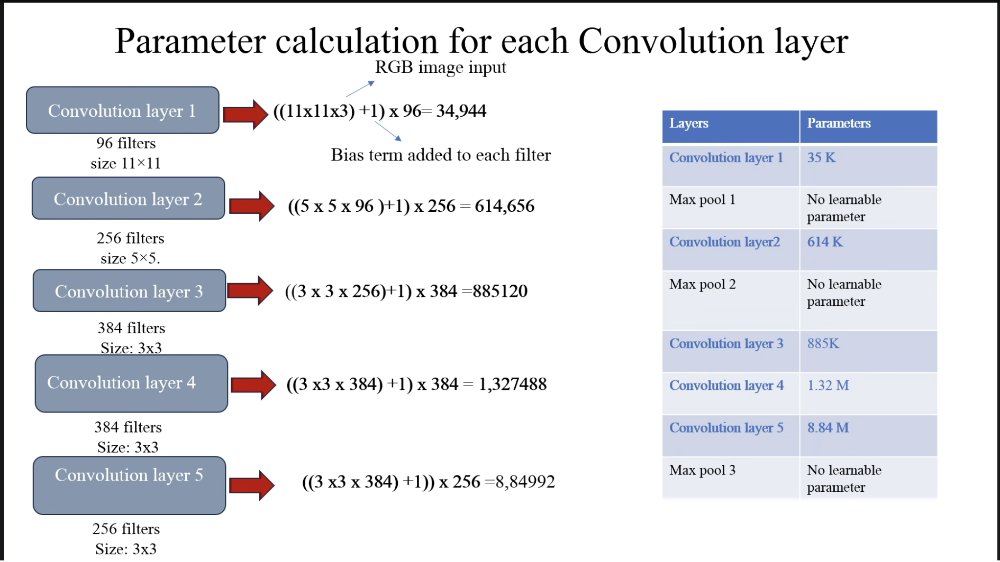 Parameter calculation for each Convolution layer
RGB image input
Convolution layer 1
((11x11x3) +1) x 96= 34,944
96 filters
size 11×11
Bias term added to each filter
Convolution layer 2
((5 x 5 x 96 )+1) x 256 = 614,656
256 filters
size 5×5.
Convolution layer 3
((3 x 3 x 256)+1) x 384 =885120
384 filters
Size: 3x3
Convolution layer 4
((3 x3 x 384) +1) x 384 = 1,327488
384 filters
Size: 3x3
Convolution layer 5
((3 x3 x 384) +1)) x 256 =8,84992
256 filters
Size: 3x3
Layers Parameters
Convolution layer 1 35 K
Max pool 1 No learnable
parameter
Convolution layer2 614 K
Max pool 2 No learnable
parameter
Convolution layer 3 885K
Convolution layer 4 1.32 M
Convolution layer 5 8.84 M
Max pool 3 No learnable
parameter